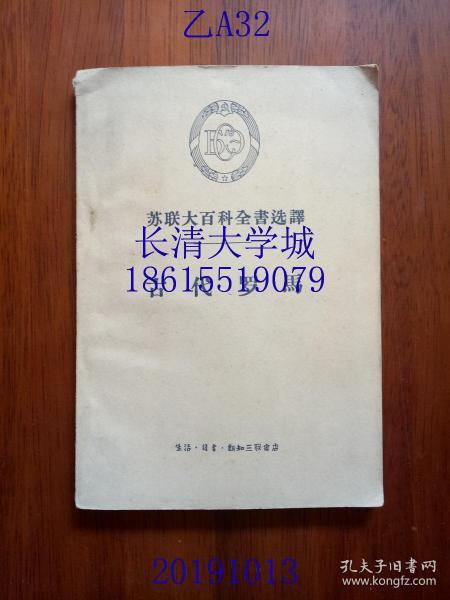 乙A32
БСЭ
苏联大百科全書选譯
长清大学城
18615519079
古代罗馬
生活·讀書·新知三联書店
20191013
孔夫子旧书网
www.kongfz.com